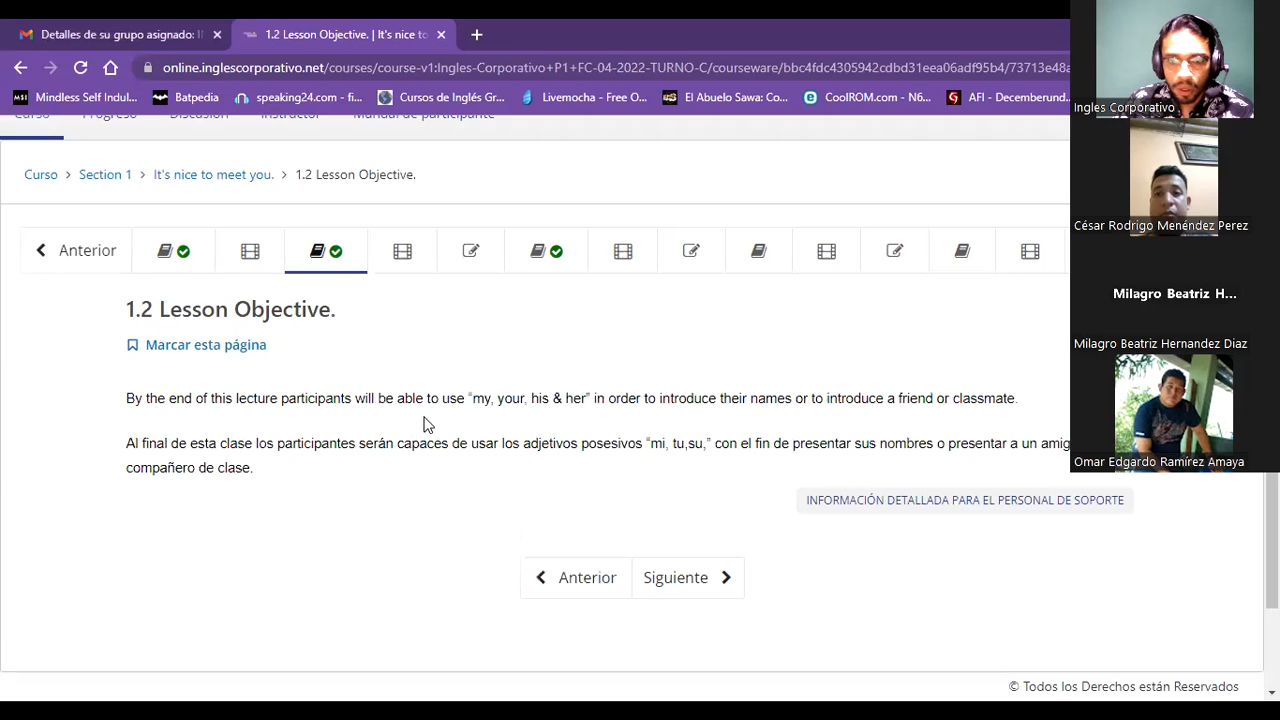 Detalles de su grupo asignado: I
1.2 Lesson Objective. | It's nice to
online.inglescorporativo.net/courses/course-v1:Ingles-Corporativo+P1+FC-04-2022-TURNO-C/courseware/bbc4fdc4305942cdbd31eea06adf95b4/73713e48a
Mindless Self Indul...
Batpedia
speaking24.com - fi...
Cursos de Inglés-...
Livemocha - Free O...
El Abuelo Sawa: Co...
CoolROM.com - N6...
AFI - Decemberund...
Curso
Progreso
Discusión
Instructor
Manual de participante
Curso > Section 1 > It's nice to meet you. > 1.2 Lesson Objective.
Anterior
1.2 Lesson Objective.
Marcar esta página
By the end of this lecture participants will be able to use “my, your, his & her” in order to introduce their names or to introduce a friend or classmate.
Al final de esta clase los participantes serán capaces de usar los adjetivos posesivos “mi, tu,su,” con el fin de presentar sus nombres o presentar a un amig
compañero de clase.
INFORMACIÓN DETALLADA PARA EL PERSONAL DE SOPORTE
Anterior
Siguiente
© Todos los Derechos están Reservados
Ingles Corporativo
César Rodrigo Menéndez Perez
Milagro Beatriz H...
Milagro Beatriz Hernandez Diaz
Omar Edgardo Ramírez Amaya